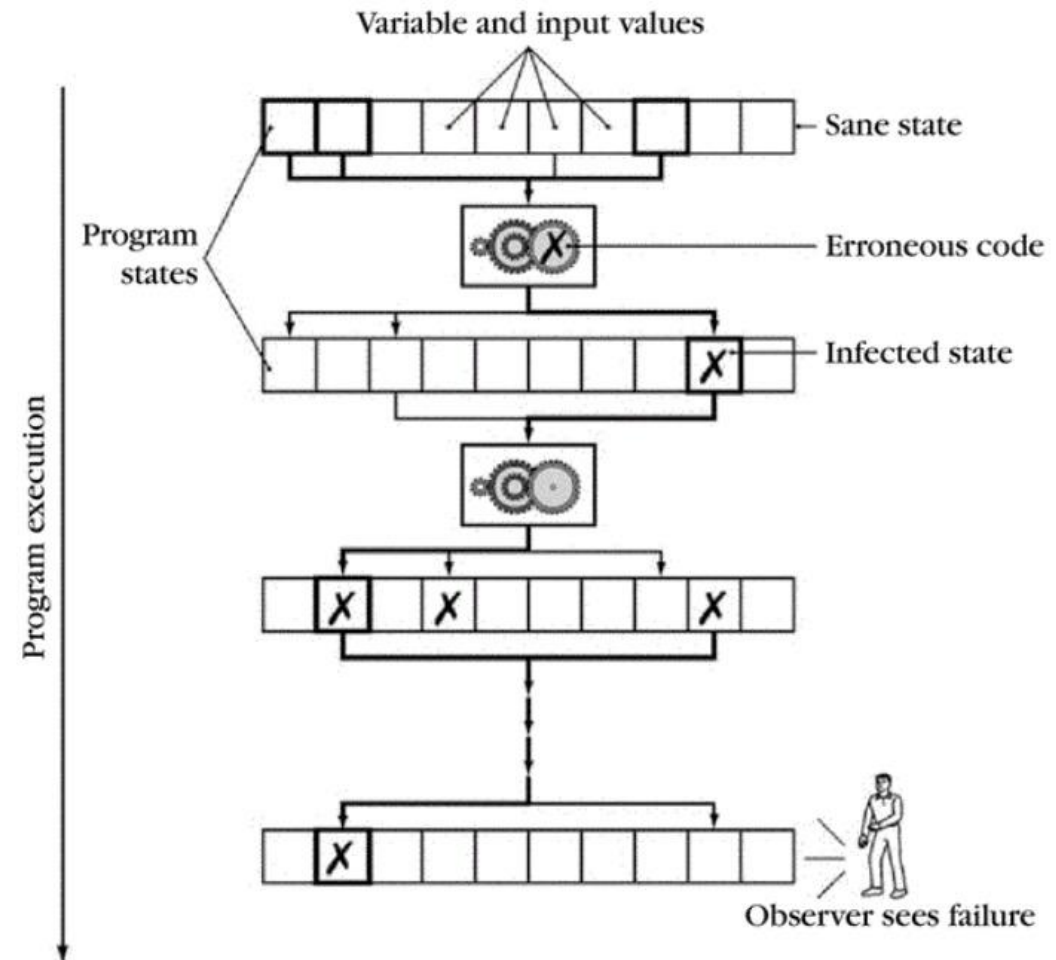 Variable and input values
Sane state
Program
states
Erroneous code
Infected state
Program execution
Observer sees failure